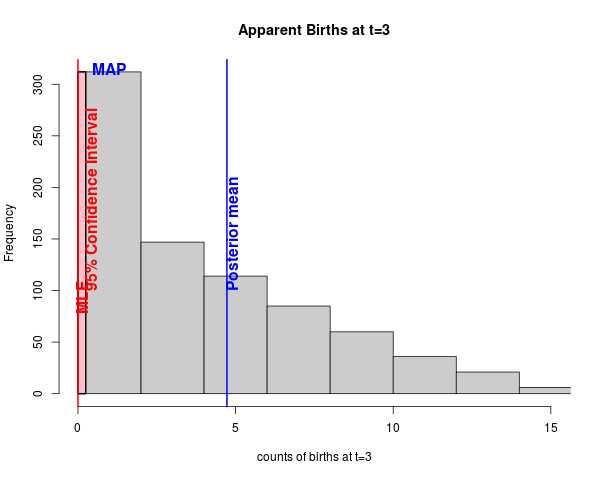 Apparent Births at t=3
MAP
95% Confidence Interval
MLE
Posterior mean
Frequency
300
250
200
150
100
50
0
0 5 10 15
counts of births at t=3